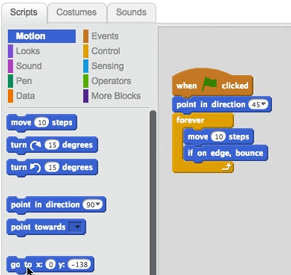 Scripts Costumes Sounds
Motion Events
Looks Control
Sound Sensing
Pen Operators
Data More Blocks
move 10 steps
turn 15 degrees
turn 15 degrees
point in direction 90
point towards
go to x: 0 y: -138
when clicked
point in direction 45
forever
move 10 steps
if on edge, bounce